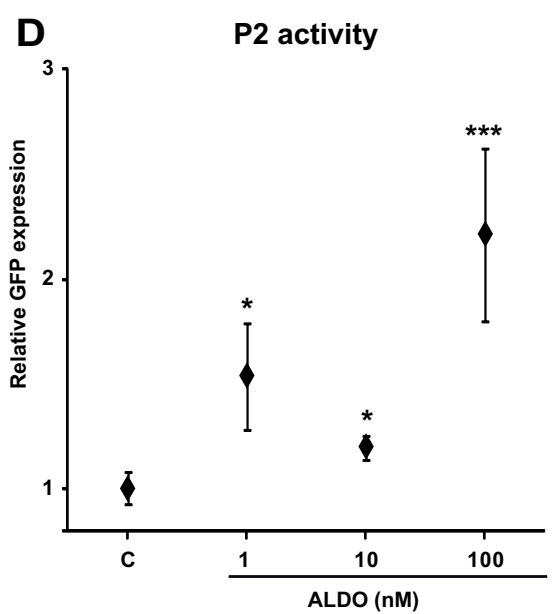 D
P2 activity
Relative GFP expression
3
2
1
*
*
***
C 1 10 100
ALDO (nM)